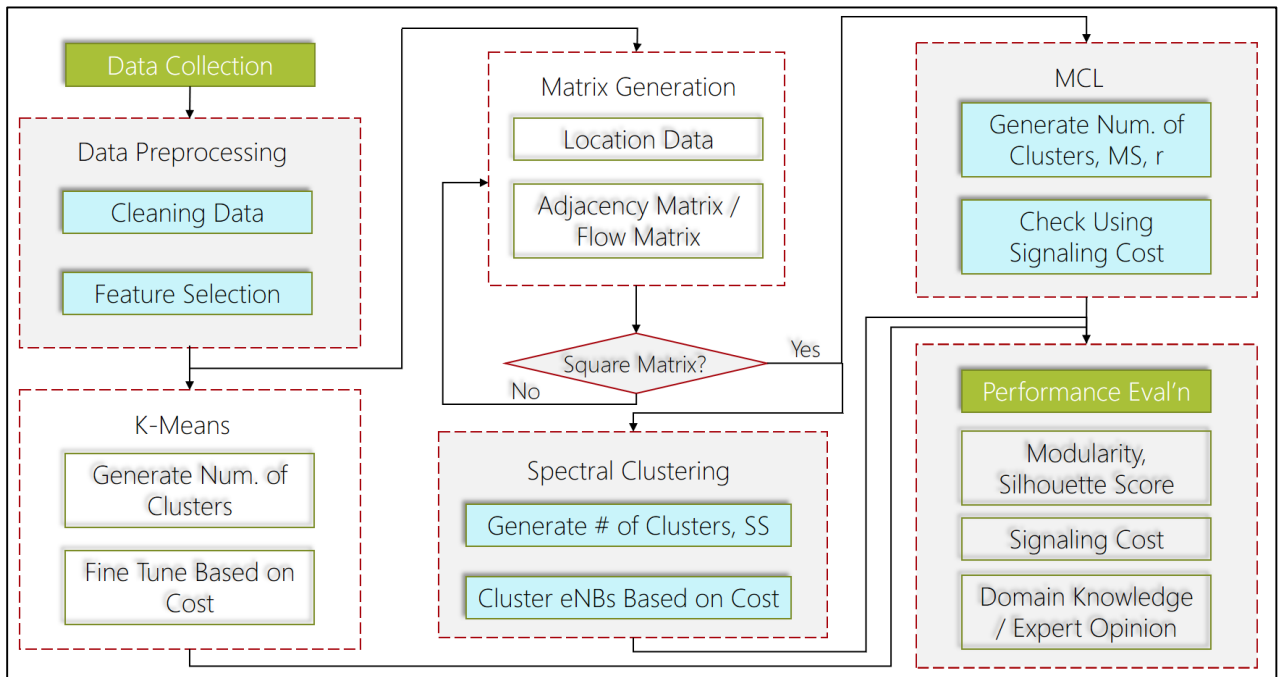 Data Collection
Data Preprocessing
Cleaning Data
Feature Selection
K-Means
Generate Num. of
Clusters
Fine Tune Based on
Cost
Matrix Generation
Location Data
Adjacency Matrix /
Flow Matrix
Square Matrix?
Yes
No
Spectral Clustering
Generate # of Clusters, SS
Cluster eNBs Based on Cost
MCL
Generate Num. of
Clusters, MS, r
Check Using
Signaling Cost
Performance Eval’n
Modularity,
Silhouette Score
Signaling Cost
Domain Knowledge
/ Expert Opinion